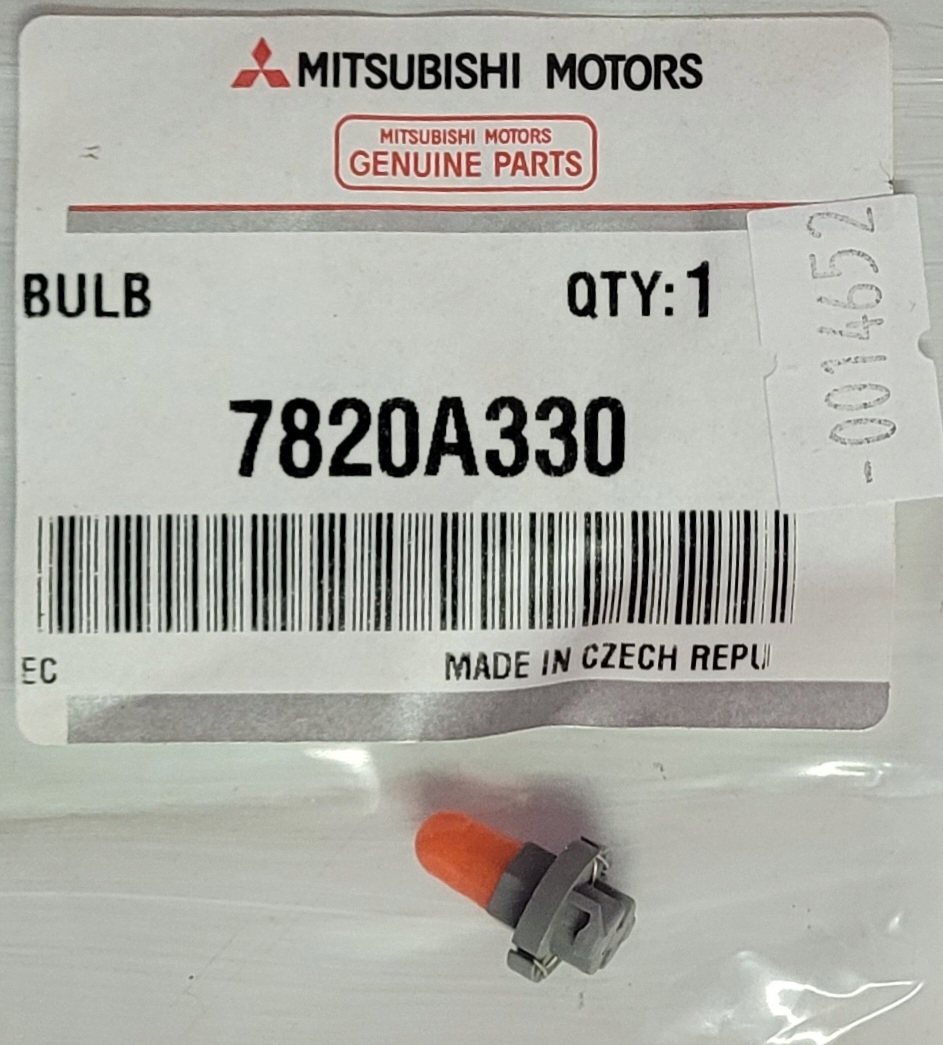 MITSUBISHI MOTORS
MITSUBISHI MOTORS
GENUINE PARTS
BULB QTY:1
-0014652
7820A330
EC MADE IN CZECH REPU